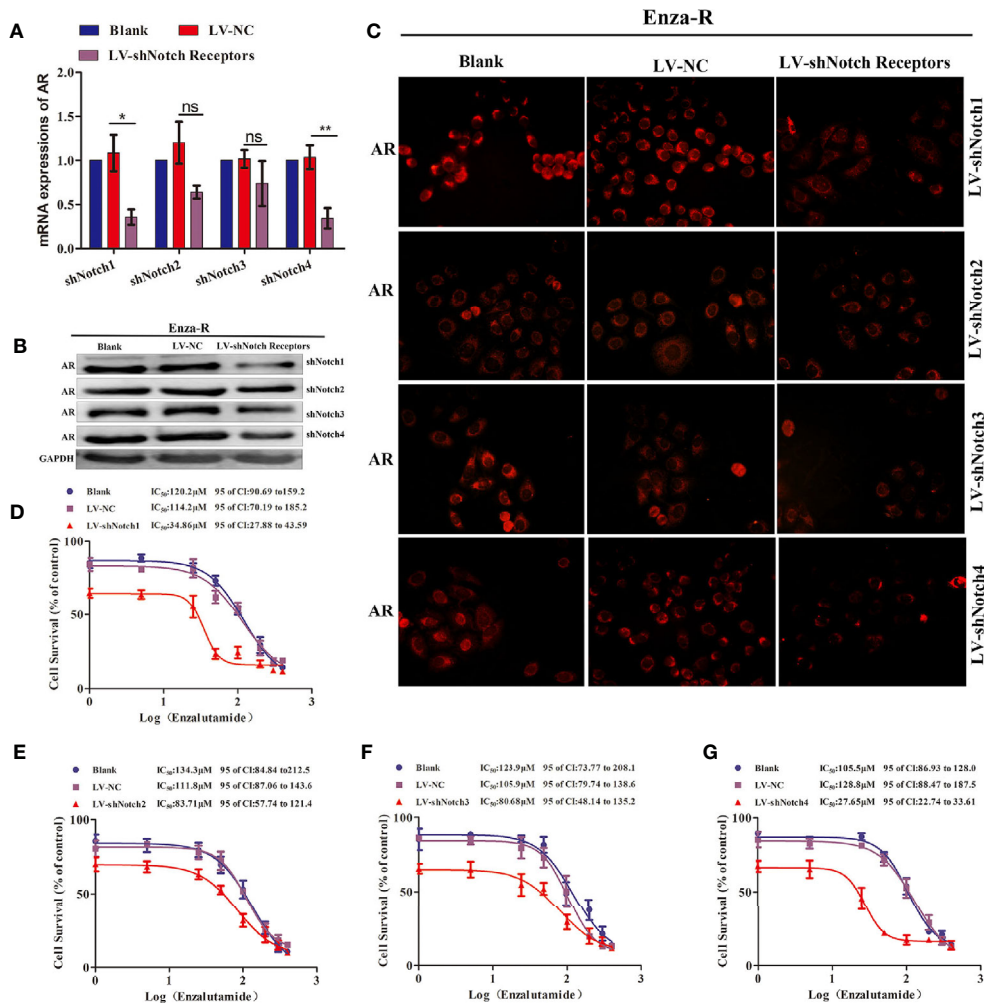 A
Blank
LV-NC
LV-shNotch Receptors
mRNA expressions of AR
2.0
1.5
1.0
0.5
0.0
*
ns
ns
**
shNotch1
shNotch2
shNotch3
shNotch4
B
Enza-R
Blank LV-NC LV-shNotch Receptors
AR shNotch1
AR shNotch2
AR shNotch3
AR shNotch4
GAPDH
C
Enza-R
Blank LV-NC LV-shNotch Receptors
AR LV-shNotch1
AR LV-shNotch2
AR LV-shNotch3
AR LV-shNotch4
D
Blank IC50:120.2μM 95 of CI:90.69 to159.2
LV-NC IC50:114.2μM 95 of CI:70.19 to 185.2
LV-shNotch1 IC50:34.86μM 95 of CI:27.88 to 43.59
Cell Survival (% of control)
100
50
0
0 1 2 3
Log（Enzalutamide）
E
Blank IC50:134.3μM 95 of CI:84.84 to212.5
LV-NC IC50:111.8μM 95 of CI:87.06 to 143.6
LV-shNotch2 IC50:83.71μM 95 of CI:57.74 to 121.4
Cell Survival (% of control)
100
50
0
0 1 2 3
Log（Enzalutamide）
F
Blank IC50:123.9μM 95 of CI:73.77 to 208.1
LV-NC IC50:105.9μM 95 of CI:79.74 to 138.6
LV-shNotch3 IC50:80.68μM 95 of CI:48.14 to 135.2
Cell Survival (% of control)
100
50
0
0 1 2 3
Log（Enzalutamide）
G
Blank IC50:105.5μM 95 of CI:86.93 to 128.0
LV-NC IC50:128.8μM 95 of CI:88.47 to 187.5
LV-shNotch4 IC50:27.65μM 95 of CI:22.74 to 33.61
Cell Survival (% of control)
100
50
0
0 1 2 3
Log（Enzalutamide）